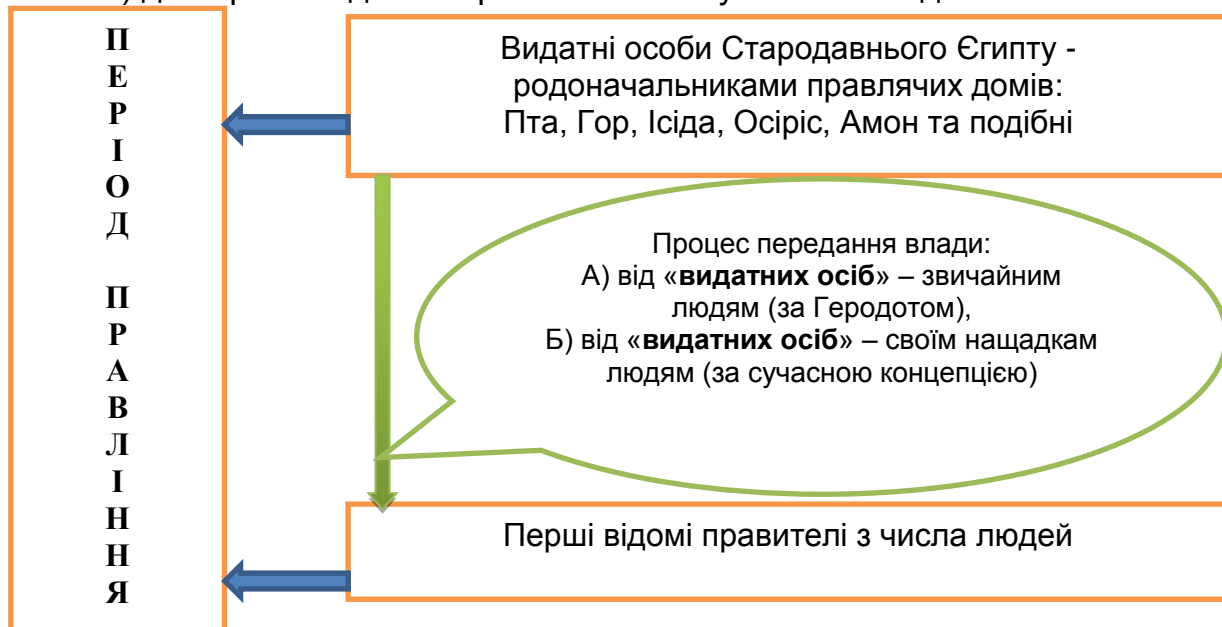 ПЕРІОД ПРАВЛІННЯ
Видатні особи Стародавнього Єгипту -
родоначальниками правлячих домів:
Пта, Гор, Ісіда, Осіріс, Амон та подібні
Процес передання влади:
А) від «видатних осіб» – звичайним
людям (за Геродотом),
Б) від «видатних осіб» – своїм нащадкам
людям (за сучасною концепцією)
Перші відомі правителі з числа людей